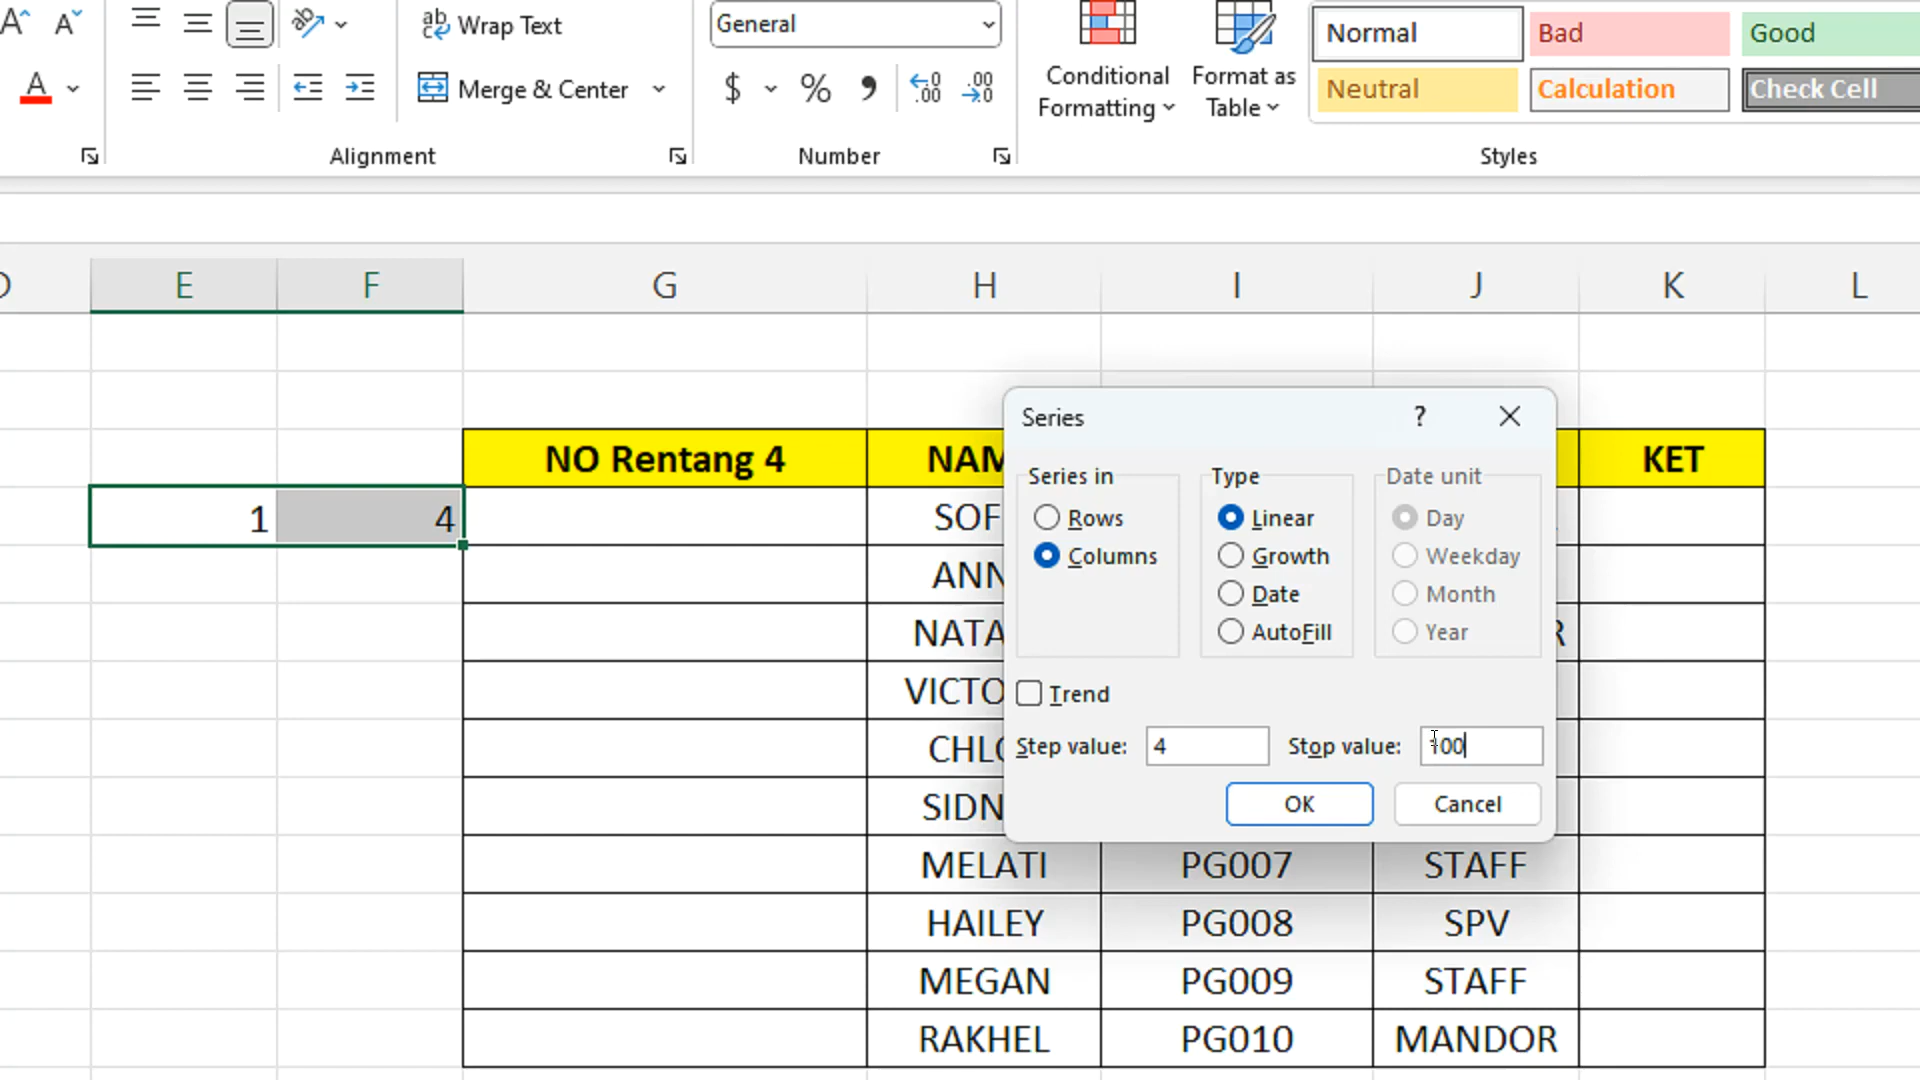 Wrap Text
General
Conditional
Formatting
Format as
Table
Normal
Bad
Good
A
Merge & Center
$ % ,
Neutral
Calculation
Check Cell
Alignment
Number
Styles
E F G H I J K L
NO Rentang 4
KET
1 4
Series ?
Series in
Rows
Columns
Type
Linear
Growth
Date
AutoFill
Date unit
Day
Weekday
Month
Year
Trend
Step value: 4
Stop value:
OK
Cancel
MELATI PG007 STAFF
HAILEY PG008 SPV
MEGAN PG009 STAFF
RAKHEL PG010 MANDOR